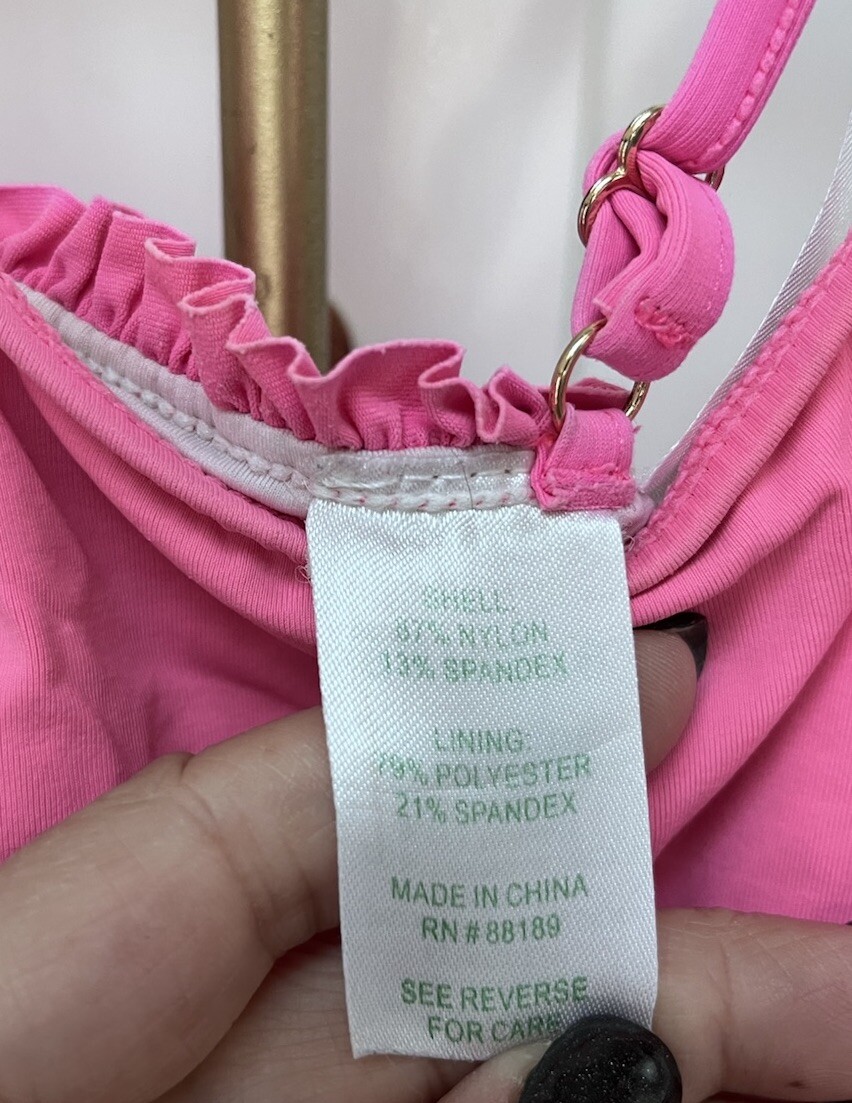 SHELL:
87% NYLON
13% SPANDEX
LINING:
79% POLYESTER
21% SPANDEX
MADE IN CHINA
RN # 88189
SEE REVERSE
FOR CARE